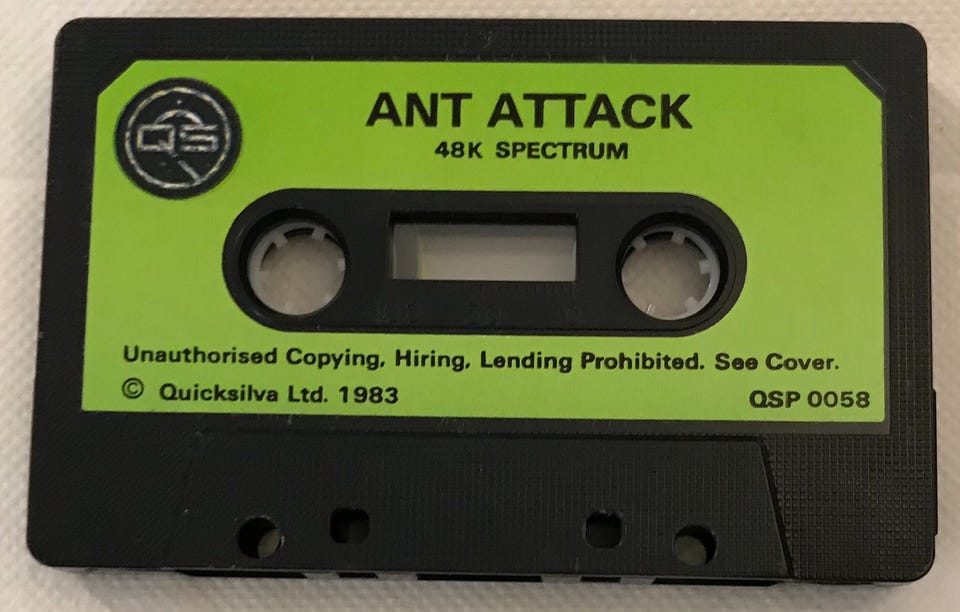 QS
ANT ATTACK
48K SPECTRUM
Unauthorised Copying, Hiring, Lending Prohibited. See Cover.
© Quicksilva Ltd. 1983
QSP 0058